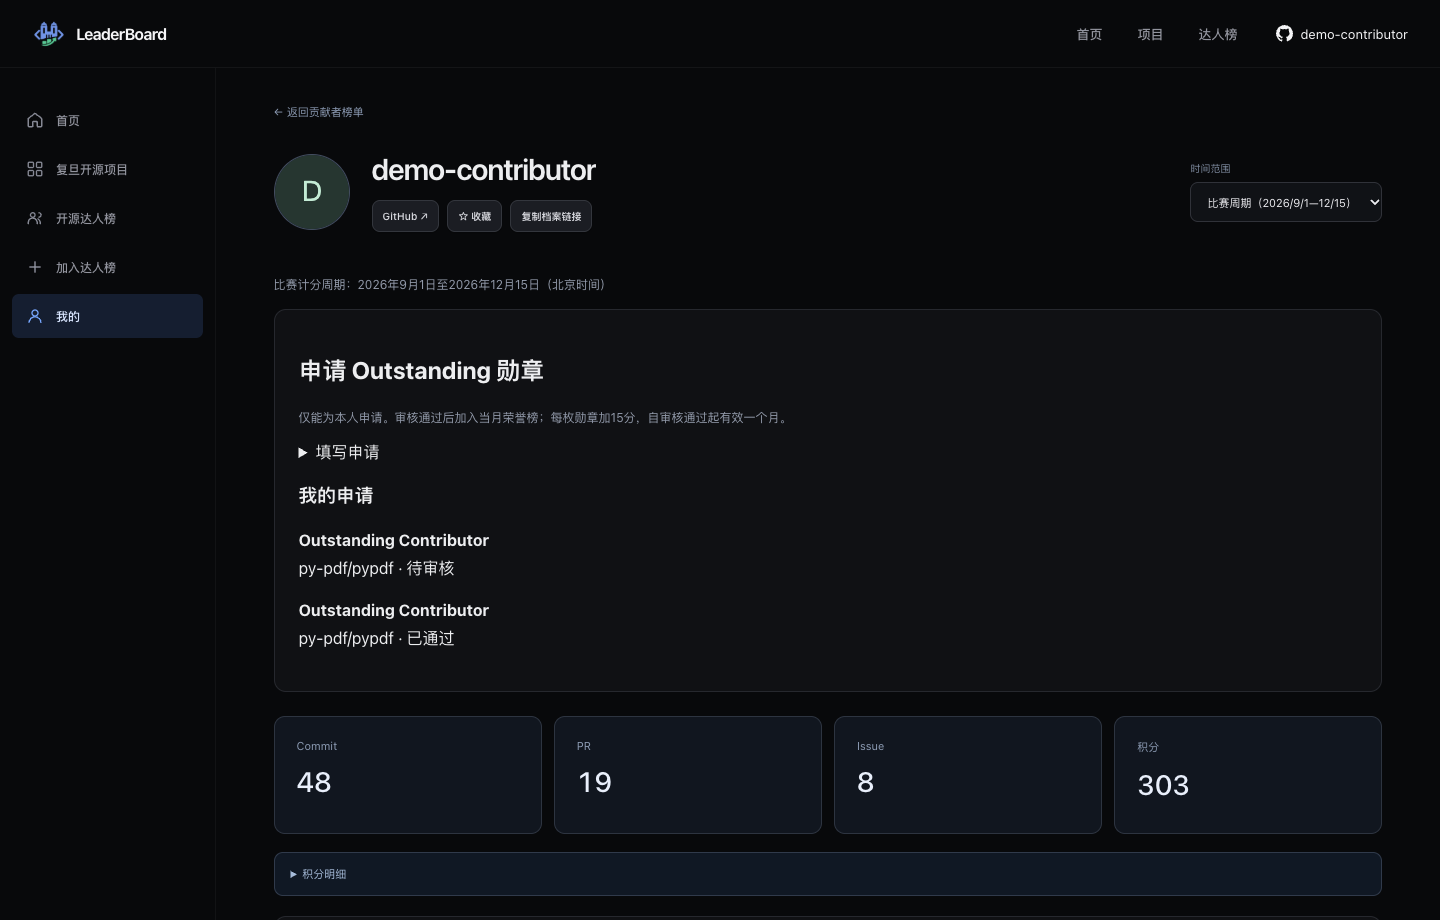 LeaderBoard
首页
项目
达人榜
demo-contributor
首页
复旦开源项目
开源达人榜
加入达人榜
我的
← 返回贡献者榜单
D
demo-contributor
GitHub ↗
☆ 收藏
复制档案链接
时间范围
比赛周期（2026/9/1—12/15）
比赛计分周期：2026年9月1日至2026年12月15日（北京时间）
申请 Outstanding 勋章
仅能为本人申请。审核通过后加入当月荣誉榜；每枚勋章加15分，自审核通过起有效一个月。
▶ 填写申请
我的申请
Outstanding Contributor
py-pdf/pypdf · 待审核
Outstanding Contributor
py-pdf/pypdf · 已通过
Commit
48
PR
19
Issue
8
积分
303
▶ 积分明细